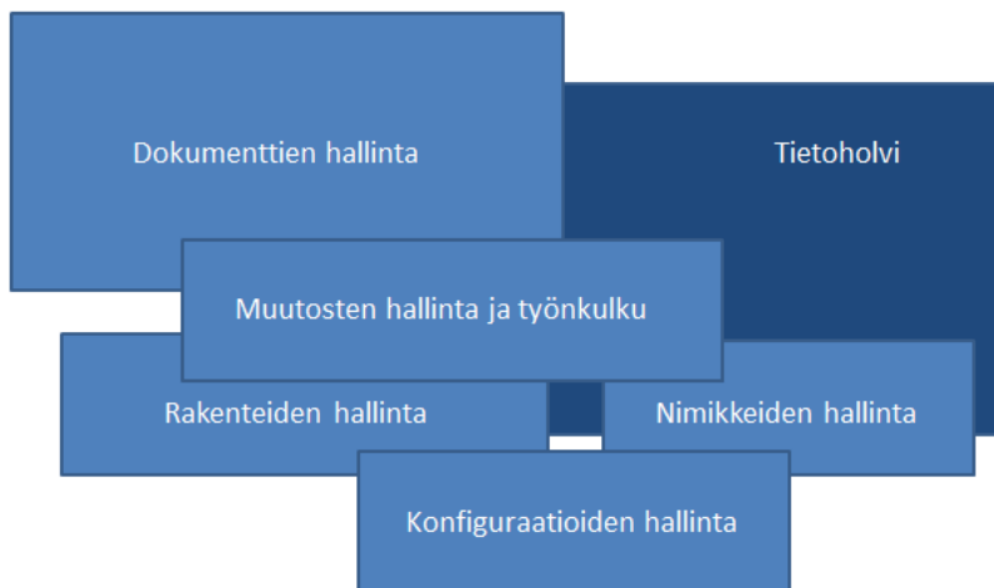 Dokumenttien hallinta
Tietoholvi
Muutosten hallinta ja työnkulku
Rakenteiden hallinta
Nimikkeiden hallinta
Konfiguraatioiden hallinta